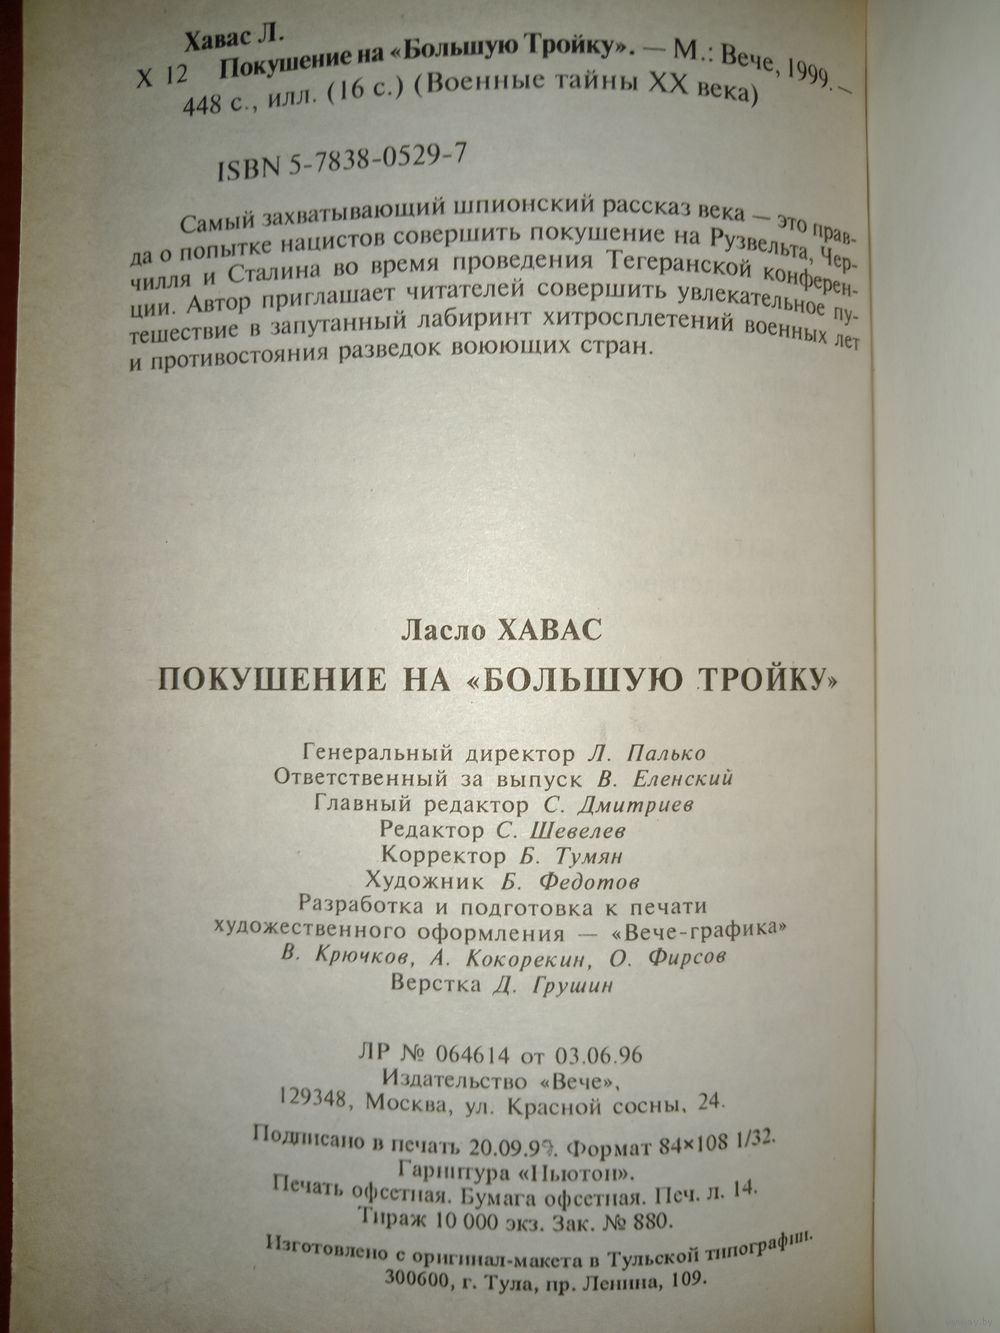 Хавас Л.
Х 12 Покушение на «Большую Тройку». — М.: Вече, 1999. –
448 с., илл. (16 с.) (Военные тайны XX века)
ISBN 5-7838-0529-7
Самый захватывающий шпионский рассказ века — это прав-
да о попытке нацистов совершить покушение на Рузвельта, Чер-
чилля и Сталина во время проведения Тегеранской конферен-
ции. Автор приглашает читателей совершить увлекательное пу-
тешествие в запутанный лабиринт хитросплетений военных лет
и противостояния разведок воюющих стран.
Ласло ХАВАС
ПОКУШЕНИЕ НА «БОЛЬШУЮ ТРОЙКУ»
Генеральный директор Л. Палько
Ответственный за выпуск В. Еленский
Главный редактор С. Дмитриев
Редактор С. Шевелев
Корректор Б. Тумян
Художник Б. Федотов
Разработка и подготовка к печати
художественного оформления — «Вече-графика»
В. Крючков, А. Кокорекин, О. Фирсов
Верстка Д. Грушин
ЛР № 064614 от 03.06.96
Издательство «Вече»,
129348, Москва, ул. Красной сосны, 24.
Подписано в печать 20.09.99. Формат 84×108 1/32.
Гарнитура «Ньютон».
Печать офсетная. Бумага офсетная. Печ. л. 14.
Тираж 10 000 экз. Зак. № 880.
Изготовлено с оригинал-макета в Тульской типографии.
300600, г. Тула, пр. Ленина, 109.